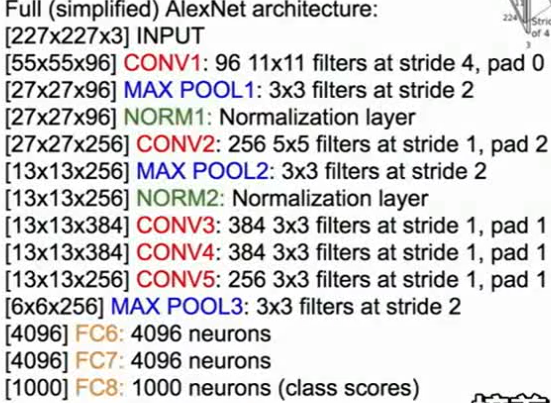 Full (simplified) AlexNet architecture:
[227x227x3] INPUT
[55x55x96] CONV1: 96 11x11 filters at stride 4, pad 0
[27x27x96] MAX POOL1: 3x3 filters at stride 2
[27x27x96] NORM1: Normalization layer
[27x27x256] CONV2: 256 5x5 filters at stride 1, pad 2
[13x13x256] MAX POOL2: 3x3 filters at stride 2
[13x13x256] NORM2: Normalization layer
[13x13x384] CONV3: 384 3x3 filters at stride 1, pad 1
[13x13x384] CONV4: 384 3x3 filters at stride 1, pad 1
[13x13x256] CONV5: 256 3x3 filters at stride 1, pad 1
[6x6x256] MAX POOL3: 3x3 filters at stride 2
[4096] FC6: 4096 neurons
[4096] FC7: 4096 neurons
[1000] FC8: 1000 neurons (class scores)
224
of 4
3